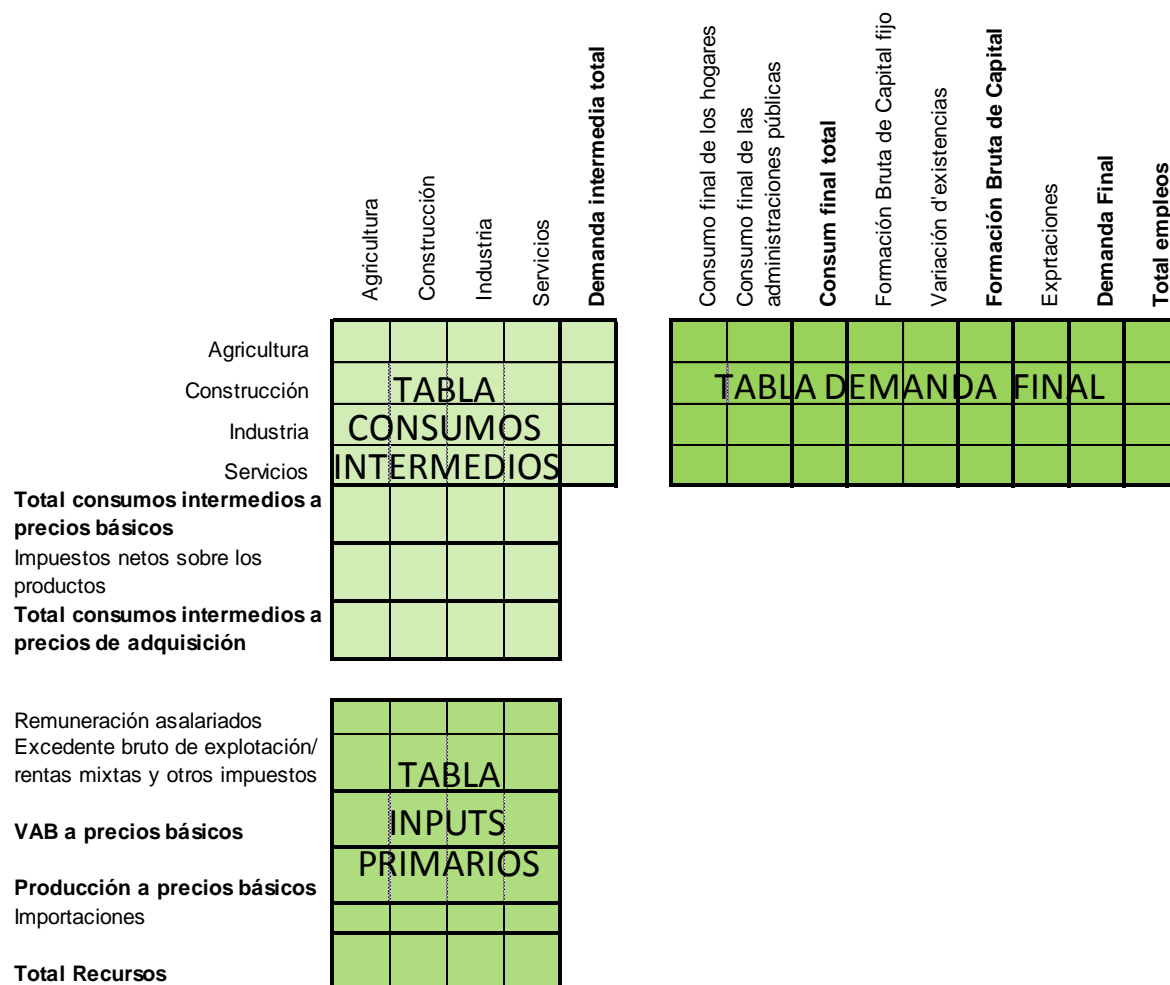 Agricultura
Construcción
Industria
Servicios
Demanda intermedia total
Consumo final de los hogares
Consumo final de las
administraciones públicas
Consum final total
Formación Bruta de Capital fijo
Variación d'existencias
Formación Bruta de Capital
Exprtaciones
Demanda Final
Total empleos
Agricultura
Construcción
Industria
Servicios
TABLA
CONSUMOS
INTERMEDIOS
TABLA DEMANDA FINAL
Total consumos intermedios a
precios básicos
Impuestos netos sobre los
productos
Total consumos intermedios a
precios de adquisición
Remuneración asalariados
Excedente bruto de explotación/
rentas mixtas y otros impuestos
VAB a precios básicos
Producción a precios básicos
Importaciones
Total Recursos
TABLA
INPUTS
PRIMARIOS